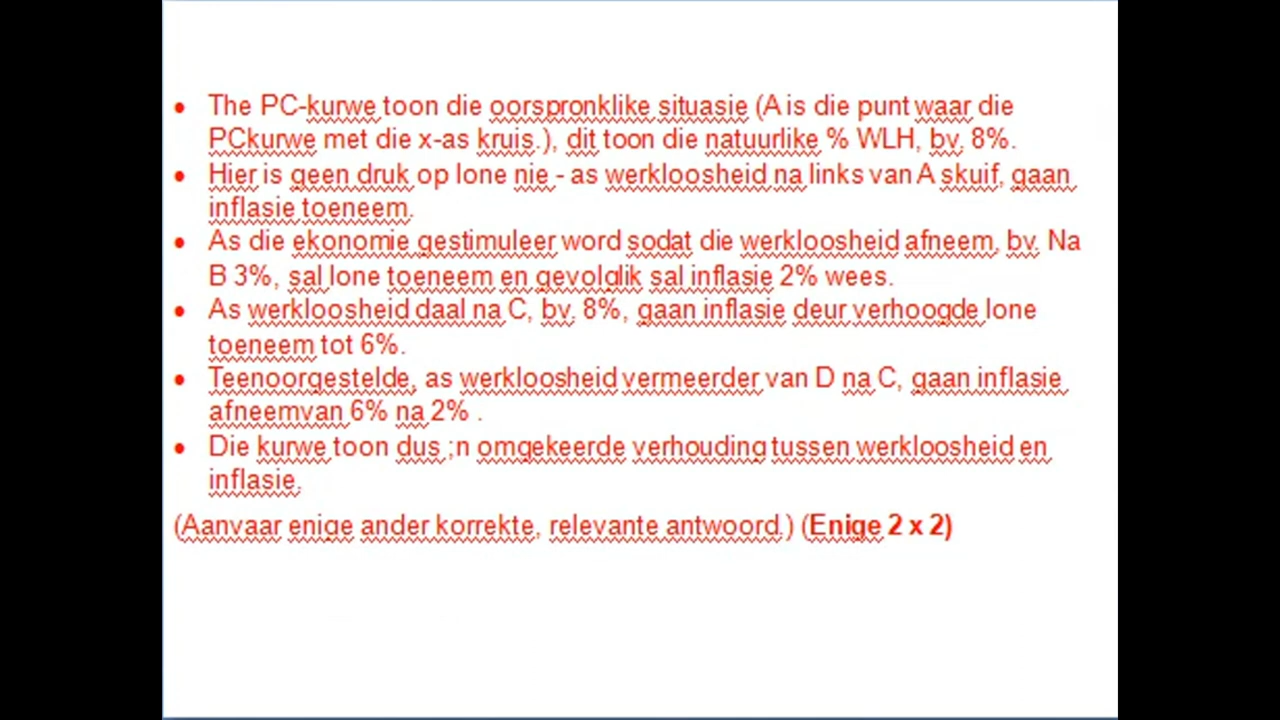 • The PC-kurwe toon die oorspronklike situasie (A is die punt waar die
PCkurwe met die x-as kruis.), dit toon die natuurlike % WLH, bv. 8%.
• Hier is geen druk op lone nie - as werkloosheid na links van A skuif, gaan
inflasie toeneem.
• As die ekonomie gestimuleer word sodat die werkloosheid afneem, bv. Na
B 3%, sal lone toeneem en gevolglik sal inflasie 2% wees.
• As werkloosheid daal na C, bv. 8%, gaan inflasie deur verhoogde lone
toeneem tot 6%.
• Teenoorgestelde, as werkloosheid vermeerder van D na C, gaan inflasie
afneemvan 6% na 2% .
• Die kurwe toon dus ;n omgekeerde verhouding tussen werkloosheid en
inflasie.
(Aanvaar enige ander korrekte, relevante antwoord.) (Enige 2 x 2)